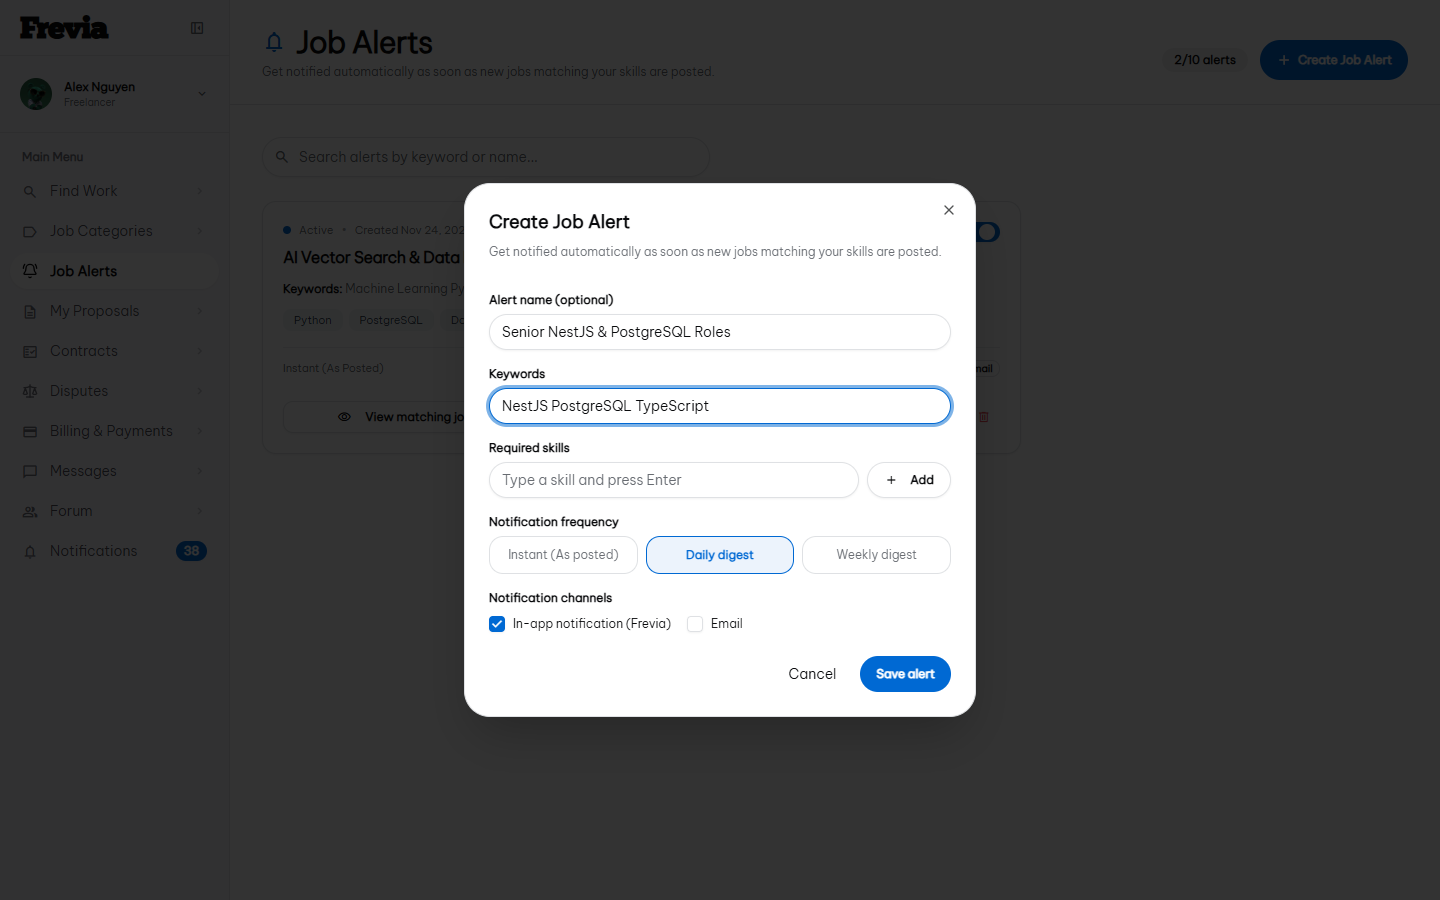 Frevia
Alex Nguyen
Freelancer
Main Menu
Find Work
Job Categories
Job Alerts
My Proposals
Contracts
Disputes
Billing & Payments
Messages
Forum
Notifications
38
Job Alerts
Get notified automatically as soon as new jobs matching your skills are posted.
2/10 alerts
+ Create Job Alert
Search alerts by keyword or name...
Active • Created Nov 24,
AI Vector Search & Data
Keywords: Machine Learning
Python
PostgreSQL
Instant (As Posted)
View matching
Create Job Alert
Get notified automatically as soon as new jobs matching your skills are posted.
Alert name (optional)
Senior NestJS & PostgreSQL Roles
Keywords
NestJS PostgreSQL TypeScript
Required skills
Type a skill and press Enter
+ Add
Notification frequency
Instant (As posted)
Daily digest
Weekly digest
Notification channels
In-app notification (Frevia)
Email
Cancel
Save alert